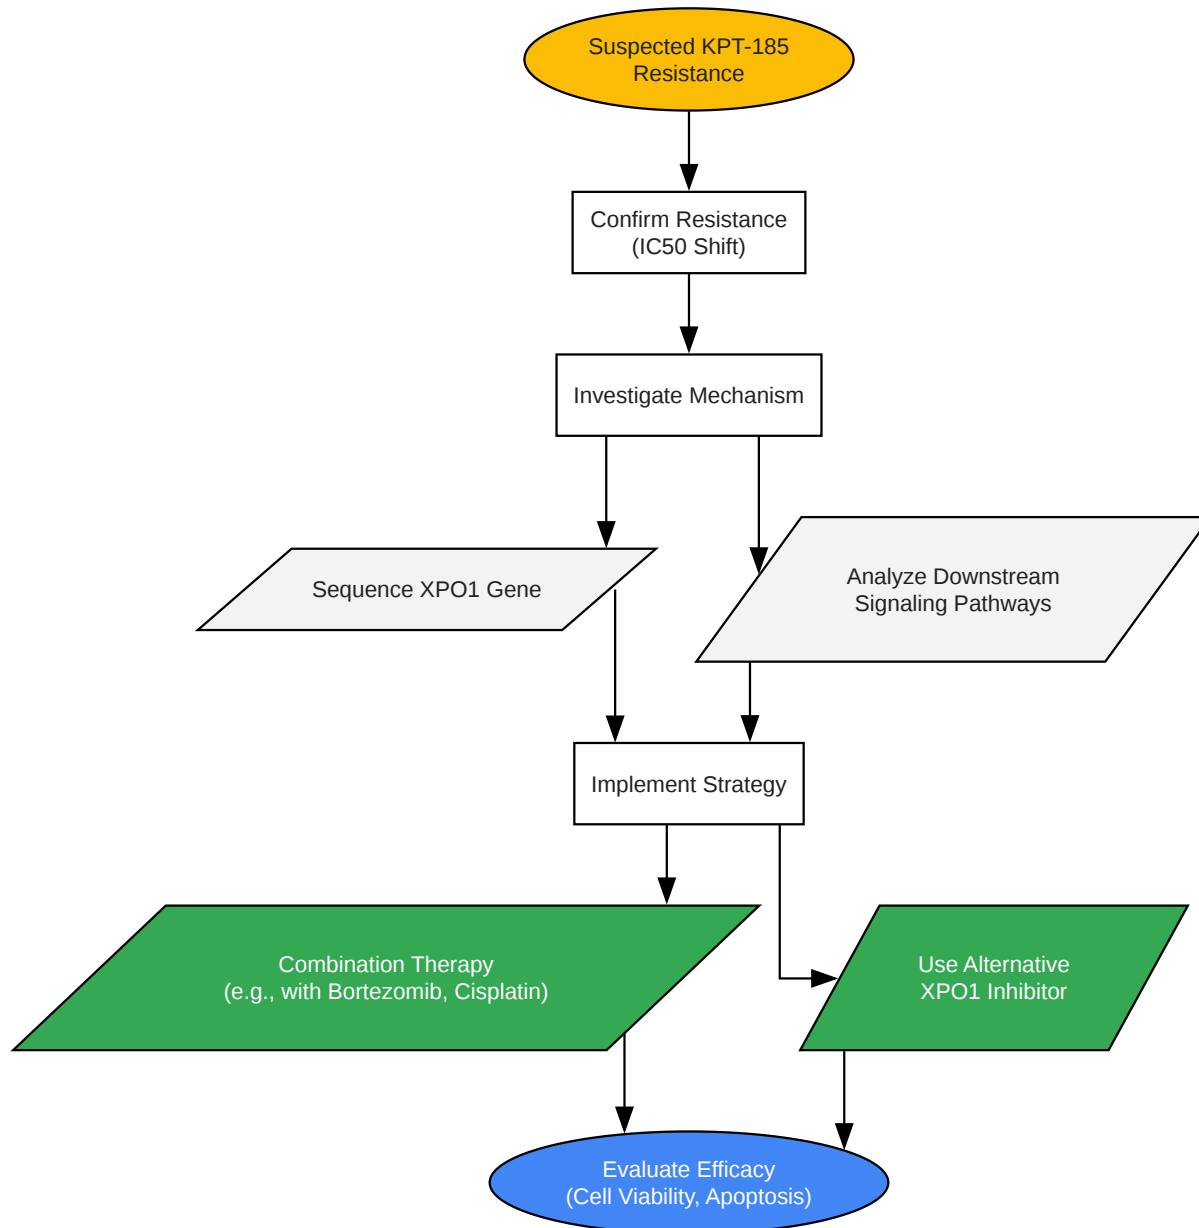 Suspected KPT-185
Resistance
Confirm Resistance
(IC50 Shift)
Investigate Mechanism
Sequence XPO1 Gene
Analyze Downstream
Signaling Pathways
Implement Strategy
Combination Therapy
(e.g., with Bortezomib, Cisplatin)
Use Alternative
XPO1 Inhibitor
Evaluate Efficacy
(Cell Viability, Apoptosis)